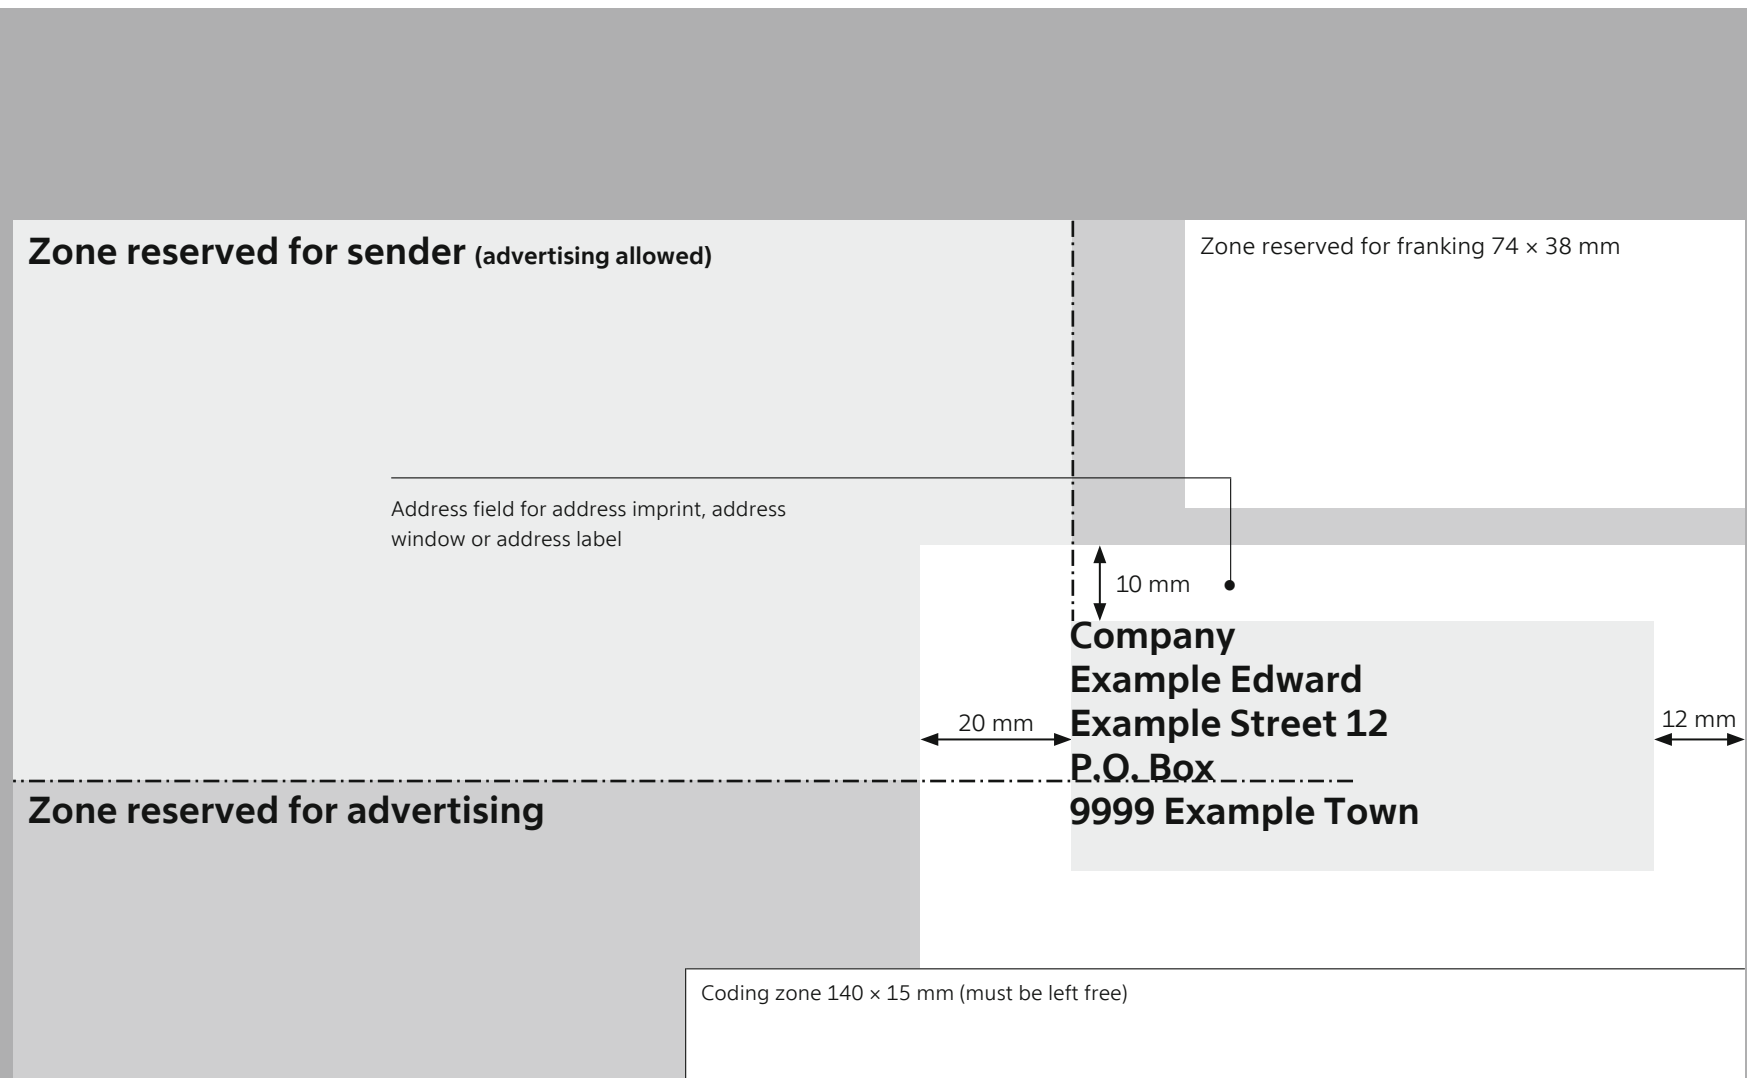 Zone reserved for sender (advertising allowed)
Zone reserved for franking 74 × 38 mm
Address field for address imprint, address
window or address label
10 mm
Company
Example Edward
Example Street 12
P.O. Box
9999 Example Town
20 mm
12 mm
Zone reserved for advertising
Coding zone 140 × 15 mm (must be left free)